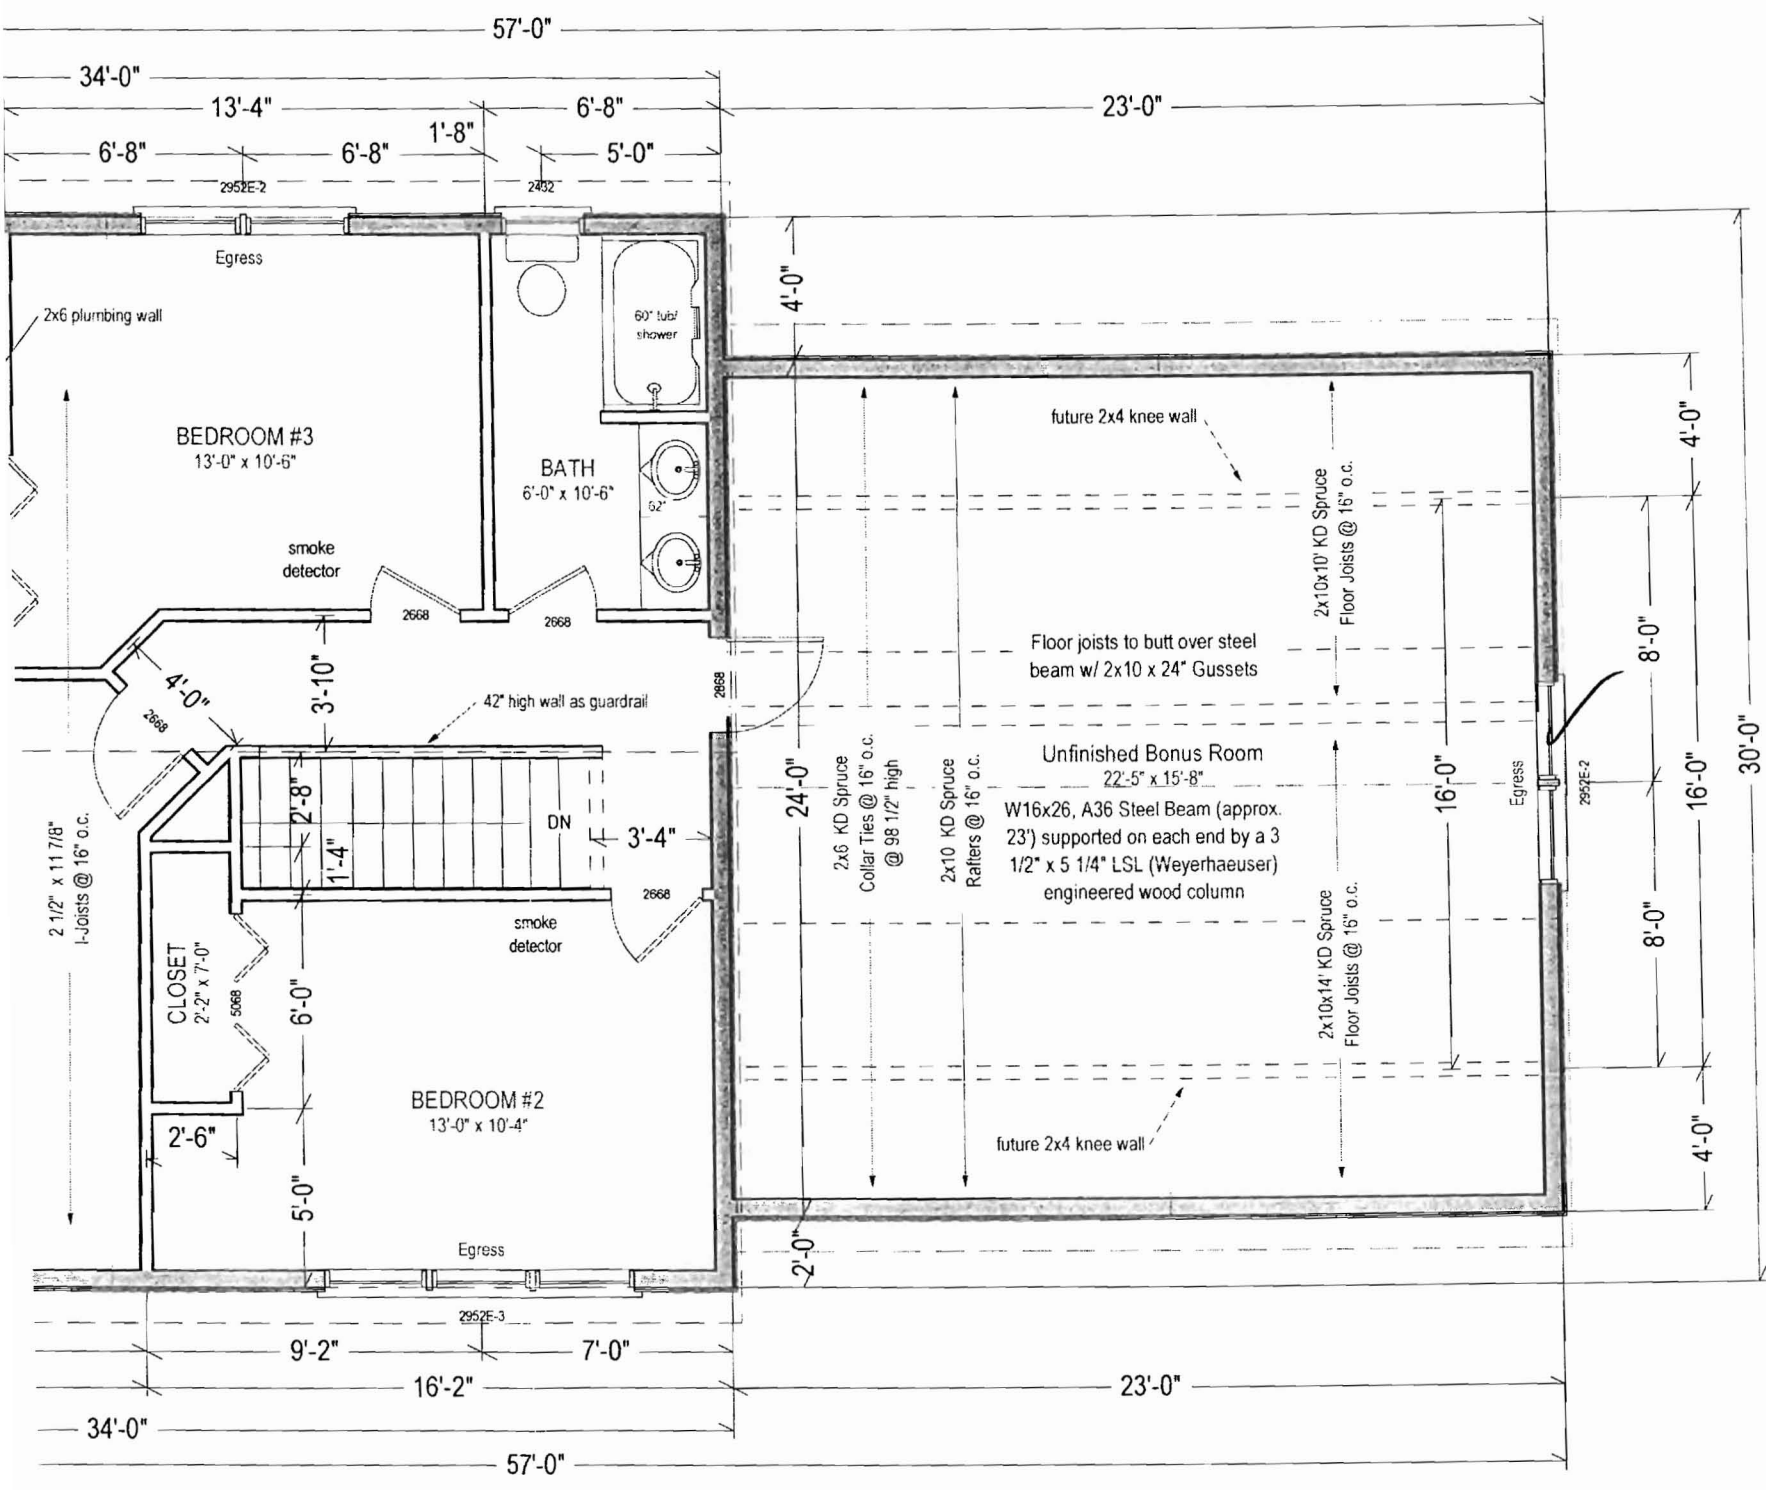 57'-0"
34'-0"
13'-4"
6'-8"
23'-0"
1'-8"
6'-8"
6'-8"
5'-0"
2952E-2
2432
Egress
4'-0"
2x6 plumbing wall
60" tub/
shower
BEDROOM #3
13'-0" x 10'-6"
BATH
6'-0" x 10'-6"
62"
smoke
detector
2668
2668
future 2x4 knee wall
4'-0"
2x10x10' KD Spruce
Floor Joists @ 16" o.c.
Floor joists to butt over steel
beam w/ 2x10 x 24" Gussets
8'-0"
4'-0"
2668
3'-10"
42" high wall as guardrail
2868
Unfinished Bonus Room
22'-5" x 15'-8"
W16x26, A36 Steel Beam (approx.
23') supported on each end by a 3
1/2" x 5 1/4" LSL (Weyerhaeuser)
engineered wood column
24'-0"
2x6 KD Spruce
Collar Ties @ 16" o.c.
@ 98 1/2" high
2x10 KD Spruce
Rafters @ 16" o.c.
16'-0"
Egress
2952E-2
16'-0"
30'-0"
2'-8"
1'-4"
DN
3'-4"
2668
2 1/2" x 11 7/8"
I-Joists @ 16" o.c.
smoke
detector
CLOSET
2'-2" x 7'-0"
5068
6'-0"
2x10x14' KD Spruce
Floor Joists @ 16" o.c.
8'-0"
BEDROOM #2
13'-0" x 10'-4"
2'-6"
future 2x4 knee wall
4'-0"
5'-0"
Egress
2'-0"
2952E-3
9'-2"
7'-0"
16'-2"
23'-0"
34'-0"
57'-0"